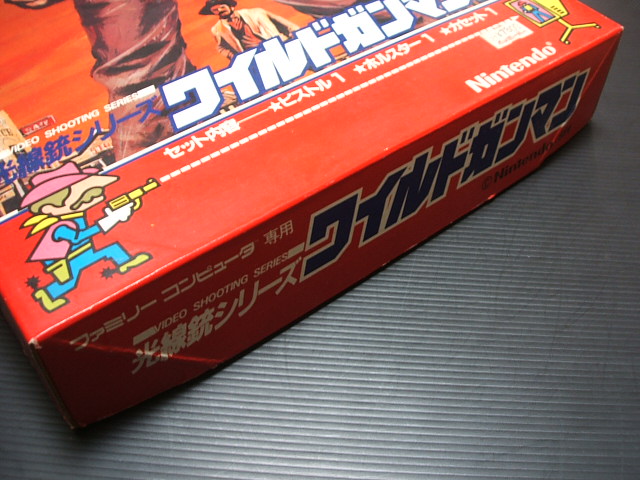 VIDEO SHOOTING SERIES
光線銃シリーズ
ワイルドガンマン
セット内容 ★ピストル1 ★ホルスター1 ★カセット1
Nintendo
ファミリー コンピュータ 専用
VIDEO SHOOTING SERIES
光線銃シリーズ
ワイルドガンマン
©Nintendo